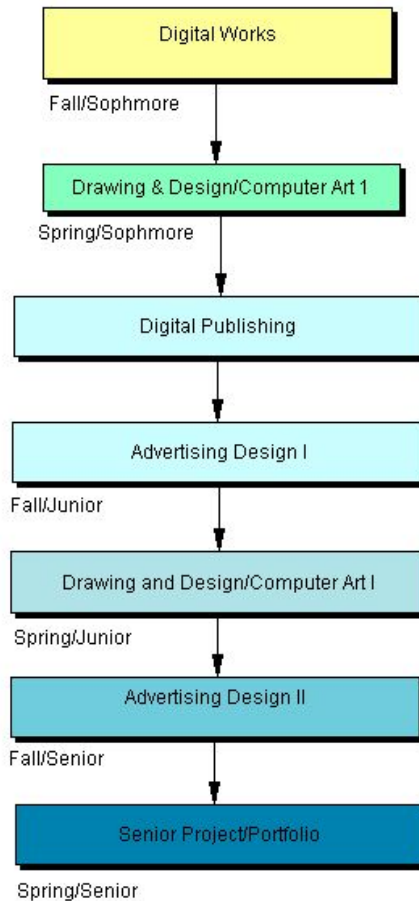 Digital Works
Fall/Sophmore
Drawing & Design/Computer Art 1
Spring/Sophmore
Digital Publishing
Advertising Design I
Fall/Junior
Drawing and Design/Computer Art I
Spring/Junior
Advertising Design II
Fall/Senior
Senior Project/Portfolio
Spring/Senior